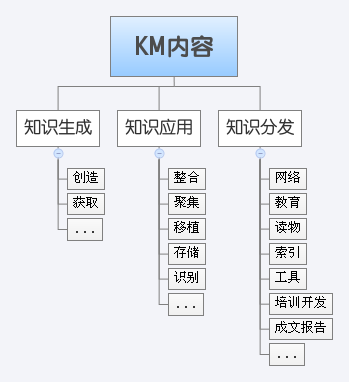 KM内容
知识生成
知识应用
知识分发
创造
获取
...
整合
聚集
移植
存储
识别
...
网络
教育
读物
索引
工具
培训开发
成文报告
...